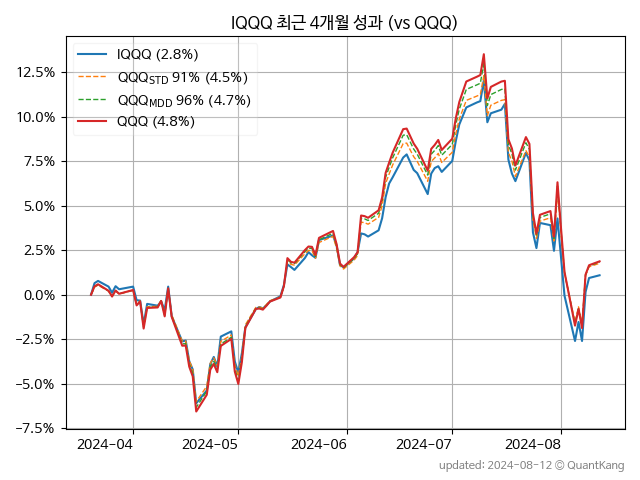 IQQQ 최근 4개월 성과 (vs QQQ)
IQQQ (2.8%)
QQQSTD 91% (4.5%)
QQQMDD 96% (4.7%)
QQQ (4.8%)
12.5%
10.0%
7.5%
5.0%
2.5%
0.0%
−2.5%
−5.0%
−7.5%
2024−04 2024−05 2024−06 2024−07 2024−08
updated: 2024−08−12 © QuantKang